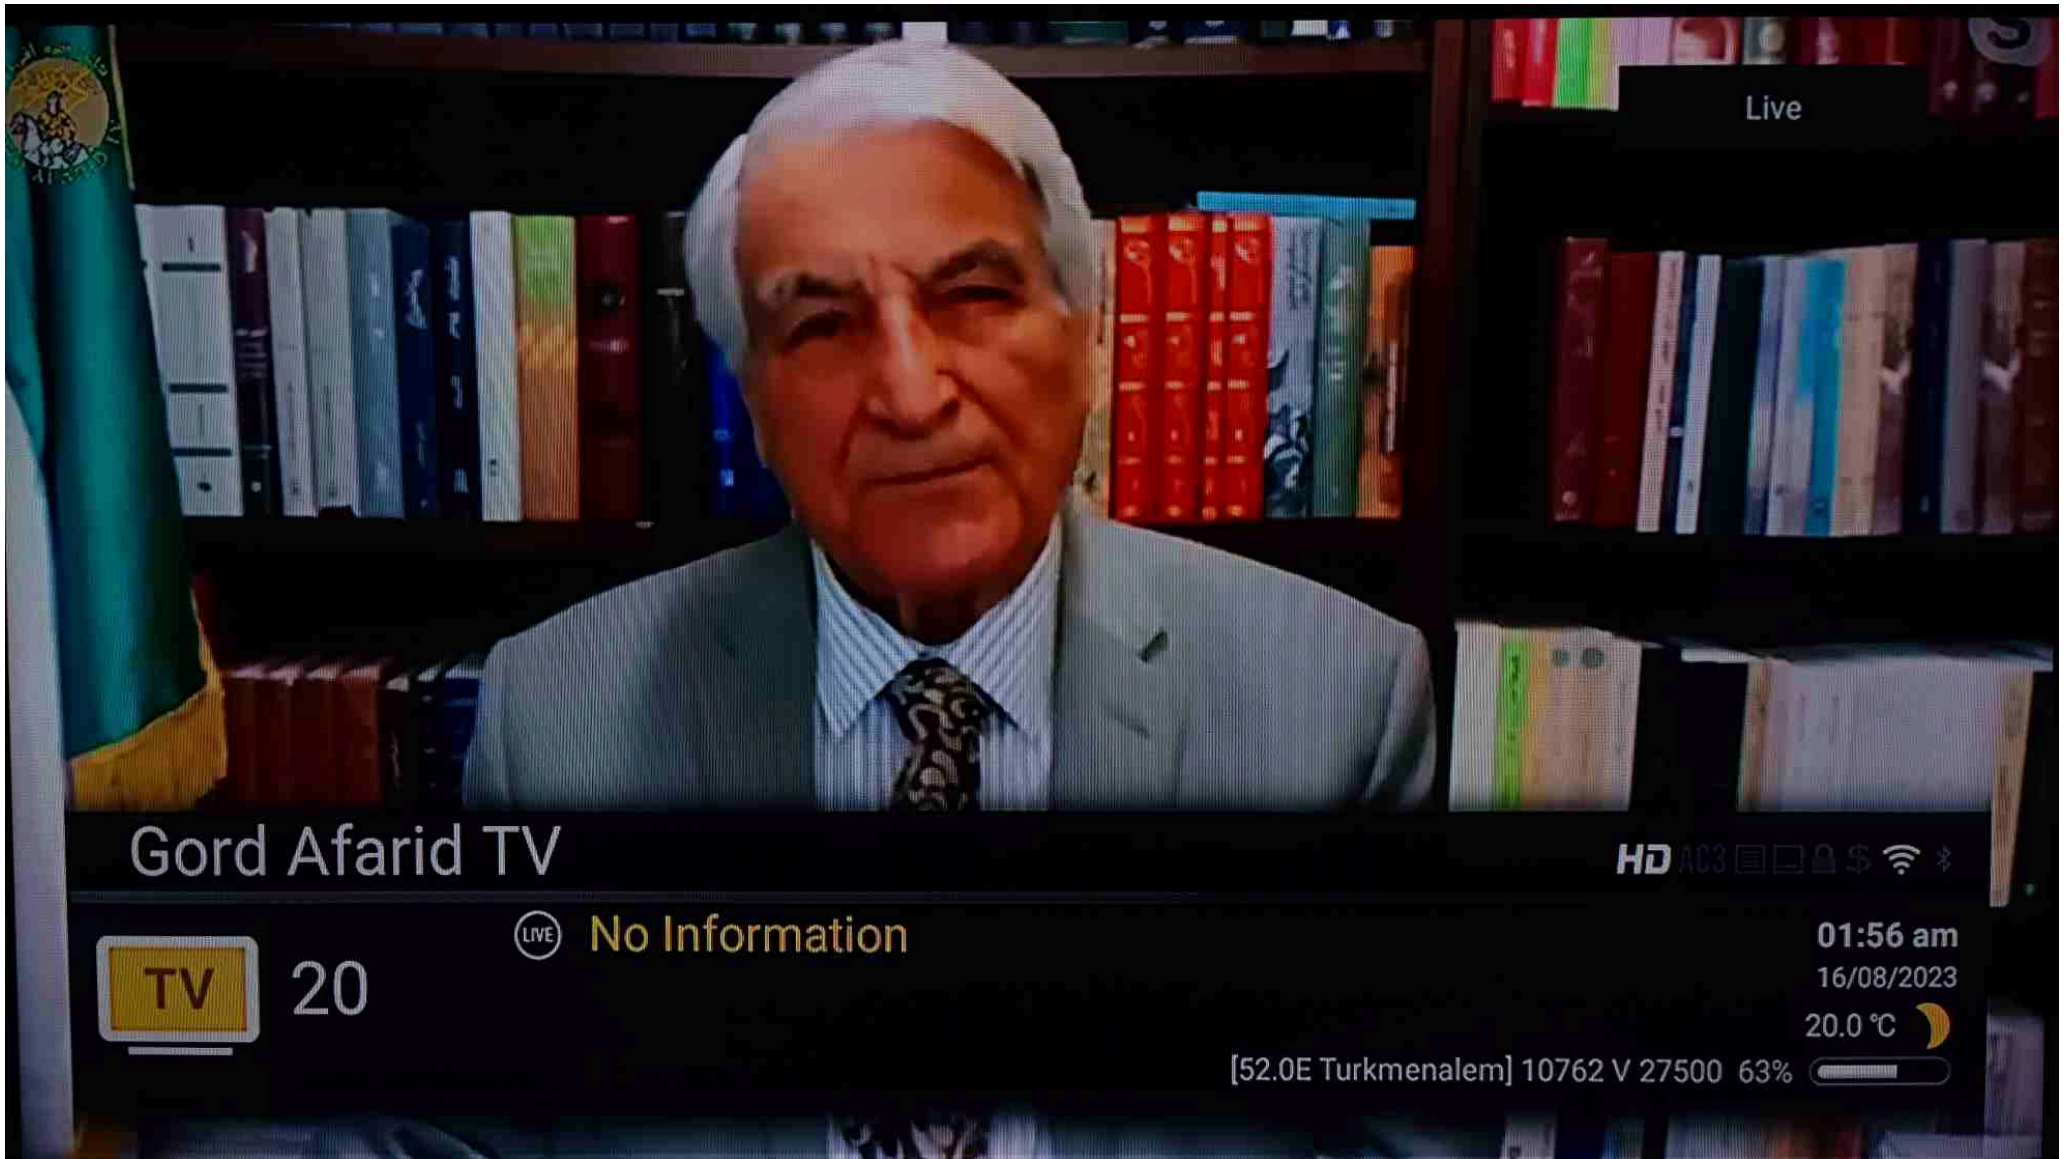 S
Live
Gord Afarid TV
HD AC3 $
LIVE No Information
TV 20
01:56 am
16/08/2023
20.0 °C
[52.0E Turkmenalem] 10762 V 27500 63%